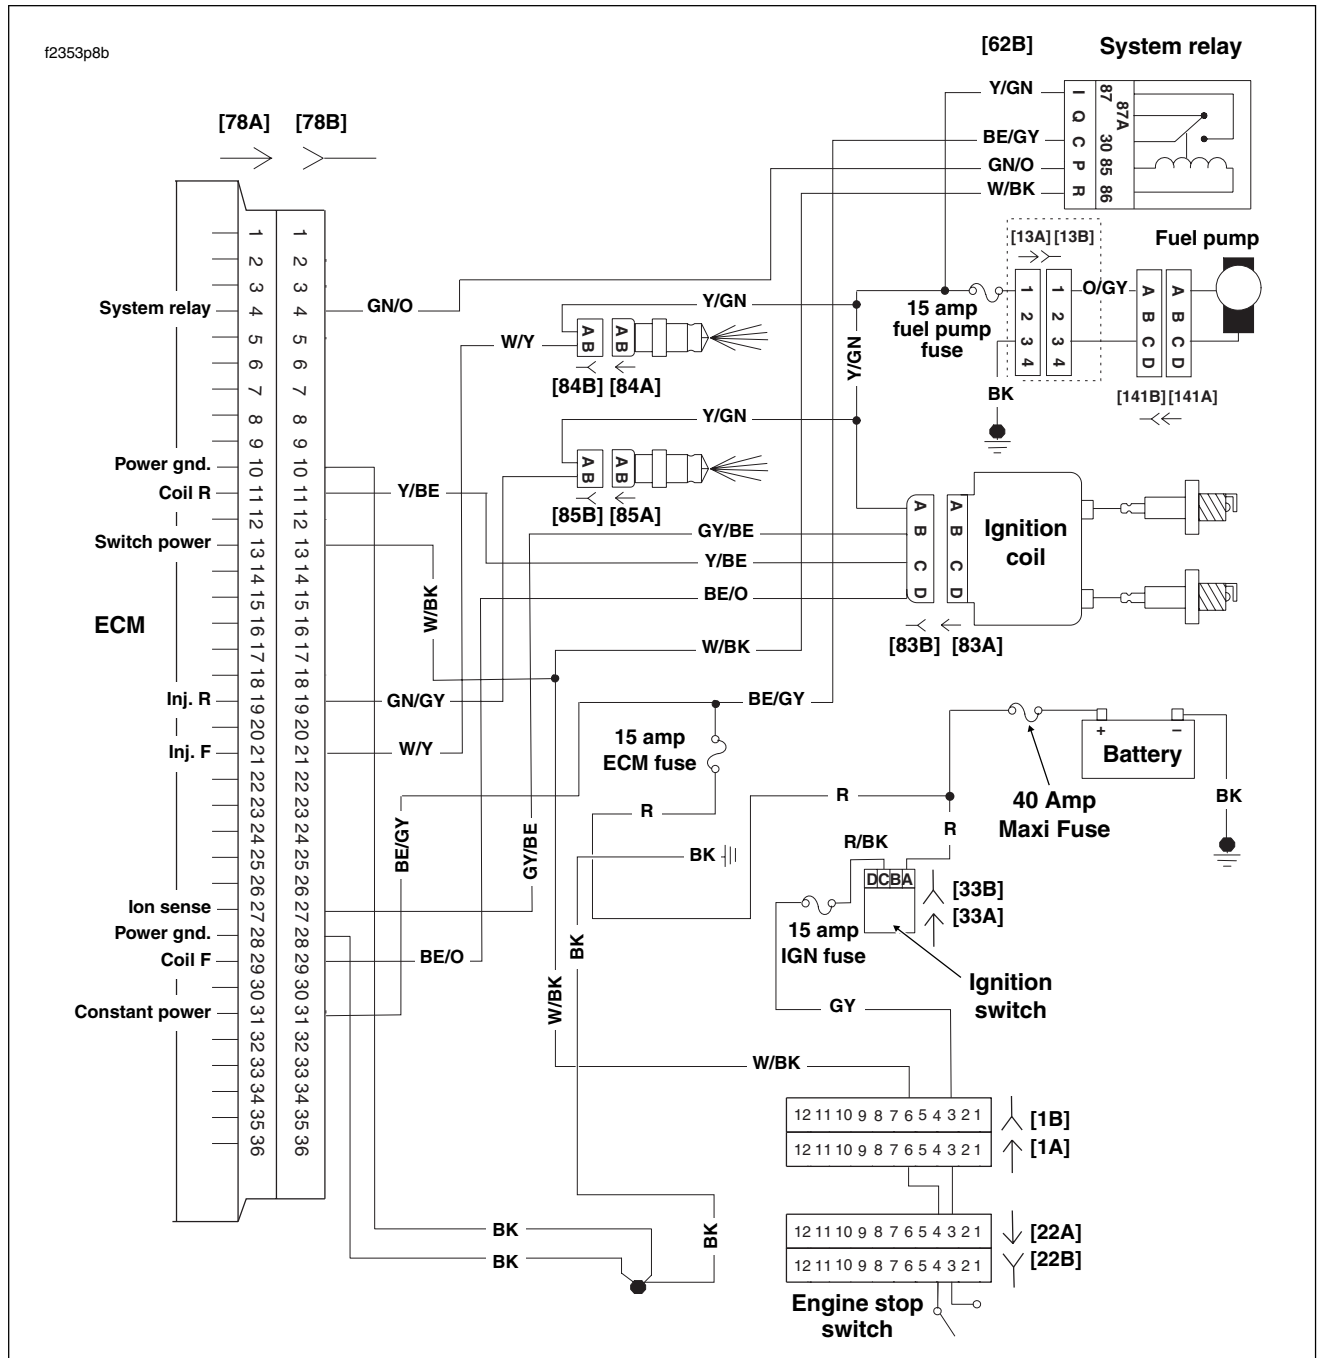 f2353p8b
[62B] System relay
Y/GN
BE/GY
GN/O
W/BK
I Q C P R
87 87A 30 85 86
[78A] [78B]
[13A] [13B]
Fuel pump
1 2 3 4
1 2 3 4
O/GY
A B C D
A B C D
15 amp
fuel pump
fuse
BK
[141B] [141A]
System relay
GN/O
Y/GN
W/Y
A B
A B
[84B] [84A]
Y/GN
Y/GN
A B
A B
[85B] [85A]
Power gnd.
Coil R
Switch power
ECM
Inj. R
Inj. F
Ion sense
Power gnd.
Coil F
Constant power
1 2 3 4 5 6 7 8 9 10 11 12 13 14 15 16 17 18 19 20 21 22 23 24 25 26 27 28 29 30 31 32 33 34 35 36
1 2 3 4 5 6 7 8 9 10 11 12 13 14 15 16 17 18 19 20 21 22 23 24 25 26 27 28 29 30 31 32 33 34 35 36
Y/BE
W/BK
GN/GY
W/Y
BE/GY
GY/BE
BE/O
GY/BE
Y/BE
BE/O
A B C D
A B C D
Ignition
coil
[83B] [83A]
W/BK
BE/GY
15 amp
ECM fuse
R
R
R
+ −
Battery
40 Amp
Maxi Fuse
BK
BK
R/BK
DCBA
[33B]
[33A]
15 amp
IGN fuse
Ignition
switch
GY
BK
W/BK
W/BK
12 11 10 9 8 7 6 5 4 3 2 1
[1B]
12 11 10 9 8 7 6 5 4 3 2 1
[1A]
12 11 10 9 8 7 6 5 4 3 2 1
[22A]
12 11 10 9 8 7 6 5 4 3 2 1
[22B]
BK
BK
BK
Engine stop
switch